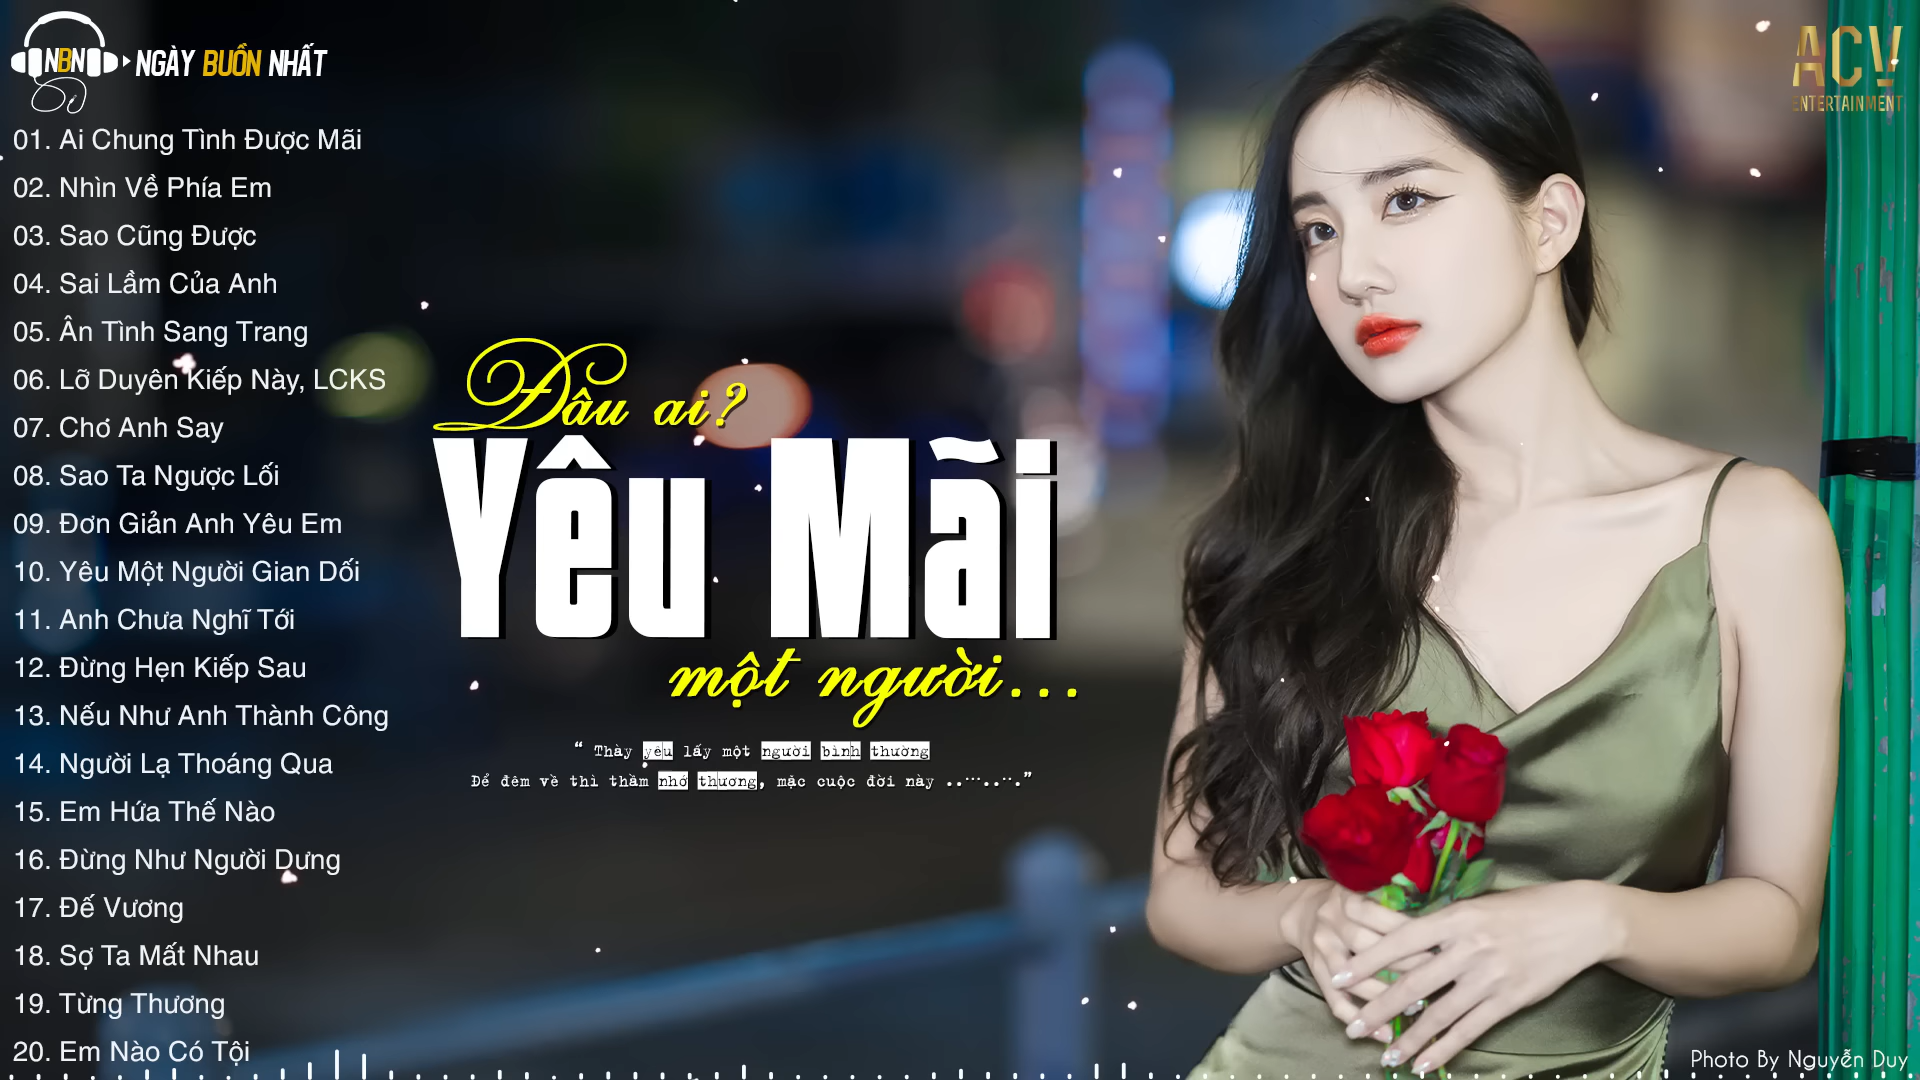 NBN NGÀY BUỒN NHẤT
ACV
ENTERTAINMENT
01. Ai Chung Tình Được Mãi
02. Nhìn Về Phía Em
03. Sao Cũng Được
04. Sai Lầm Của Anh
05. Ân Tình Sang Trang
06. Lỡ Duyên Kiếp Này, LCKS
07. Chơ Anh Say
08. Sao Ta Ngược Lối
09. Đơn Giản Anh Yêu Em
10. Yêu Một Người Gian Dối
11. Anh Chưa Nghĩ Tới
12. Đừng Hẹn Kiếp Sau
13. Nếu Như Anh Thành Công
14. Người Lạ Thoáng Qua
15. Em Hứa Thế Nào
16. Đừng Như Người Dưng
17. Đế Vương
18. Sợ Ta Mất Nhau
19. Từng Thương
20. Em Nào Có Tội
Đâu ai?
Yêu Mãi
một người...
“ Thày yêu lấy một người bình thường
Để đêm về thì thầm nhớ thương, mặc cuộc đời này ..···..··.”
Photo By Nguyễn Duy